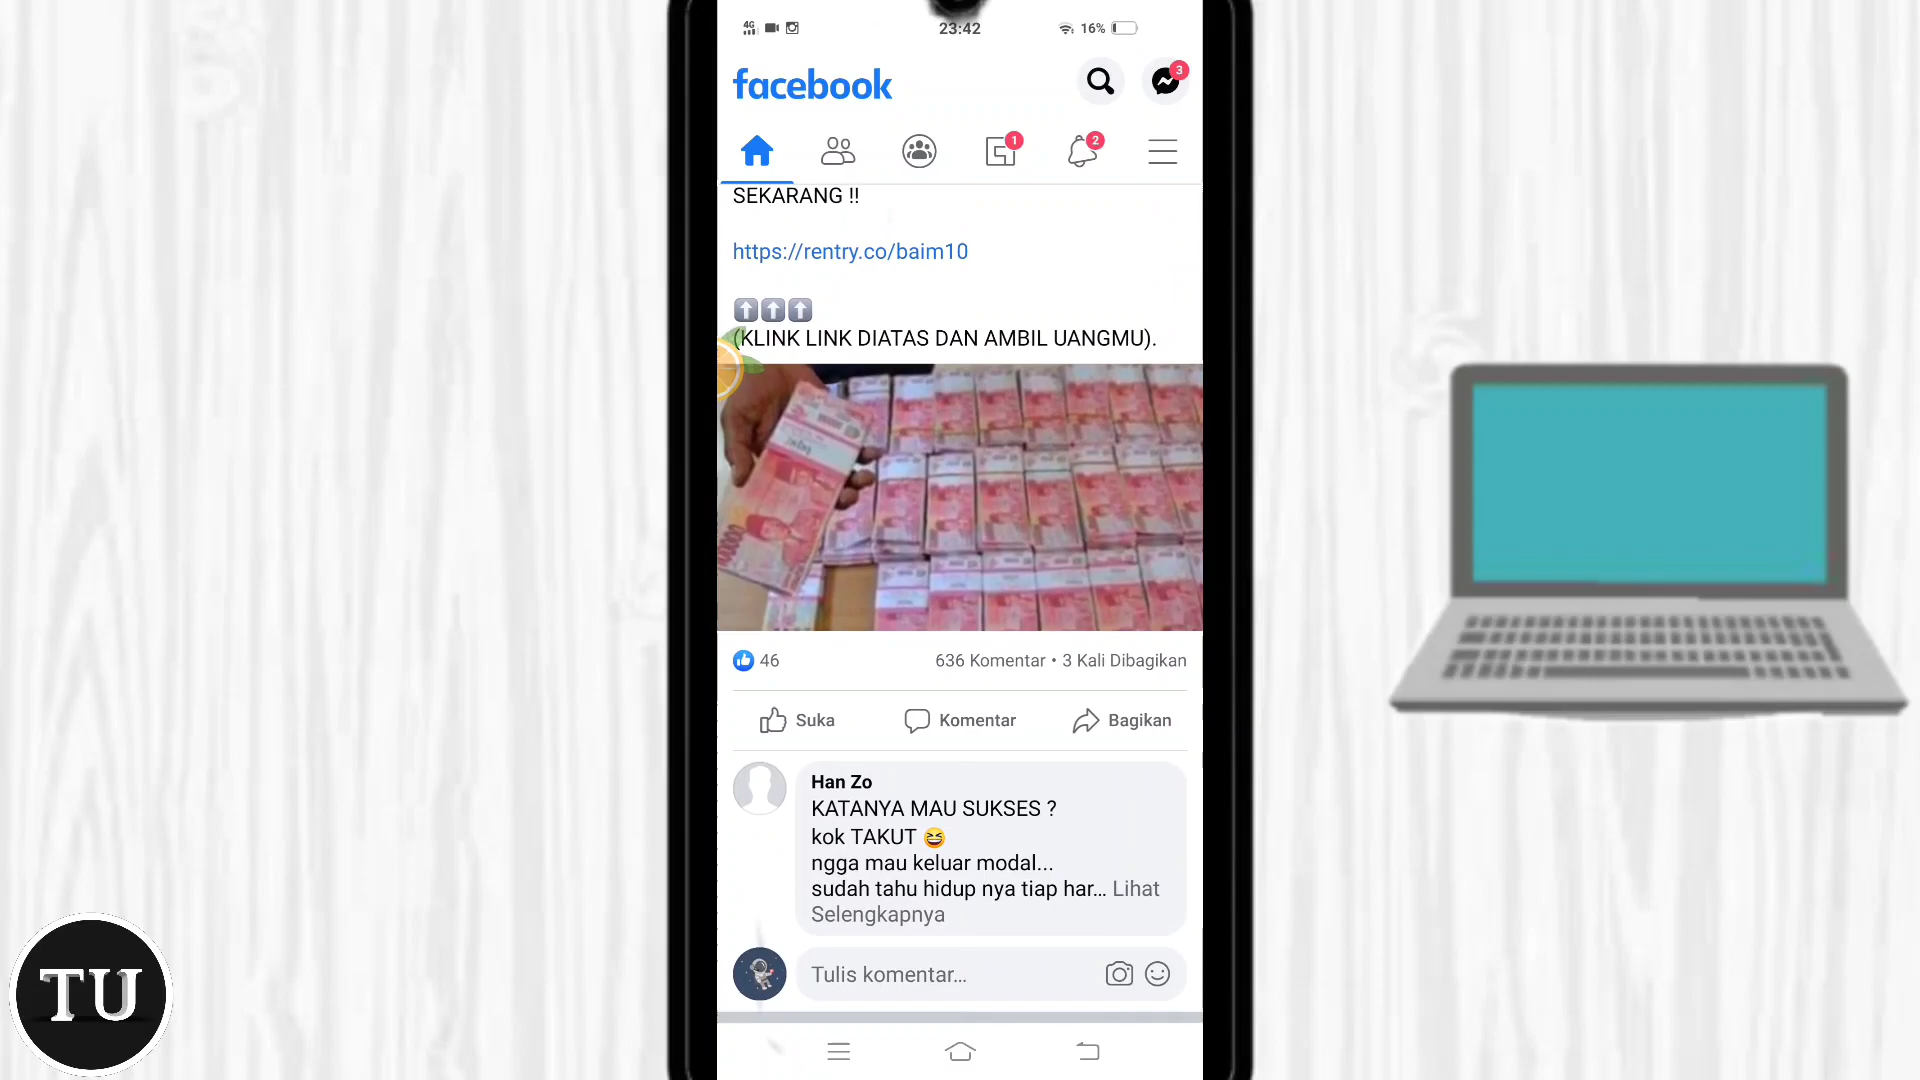 4G 23:42 16%
facebook
3
1 2
SEKARANG !!
https://rentry.co/baim10
(KLINK LINK DIATAS DAN AMBIL UANGMU).
46 636 Komentar • 3 Kali Dibagikan
Suka Komentar Bagikan
Han Zo
KATANYA MAU SUKSES ?
kok TAKUT 😆
ngga mau keluar modal...
sudah tahu hidup nya tiap har... Lihat
Selengkapnya
Tulis komentar...
TU